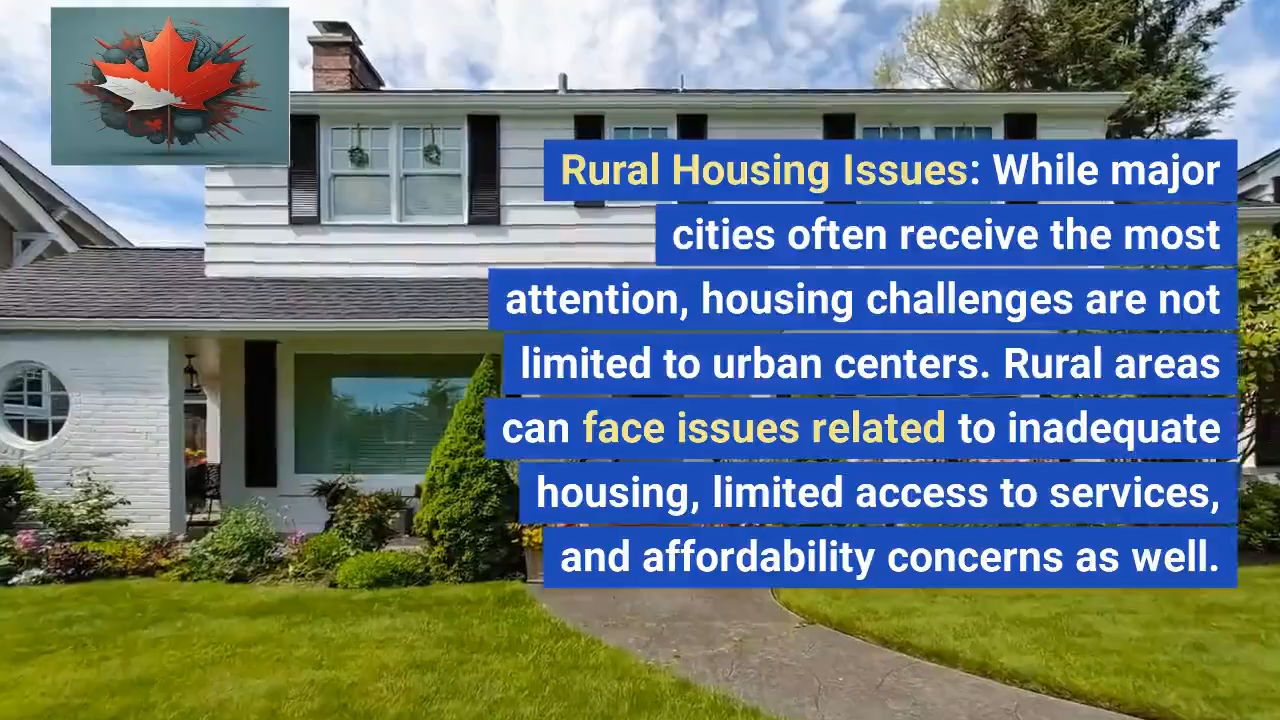 Rural Housing Issues: While major
cities often receive the most
attention, housing challenges are not
limited to urban centers. Rural areas
can face issues related to inadequate
housing, limited access to services,
and affordability concerns as well.